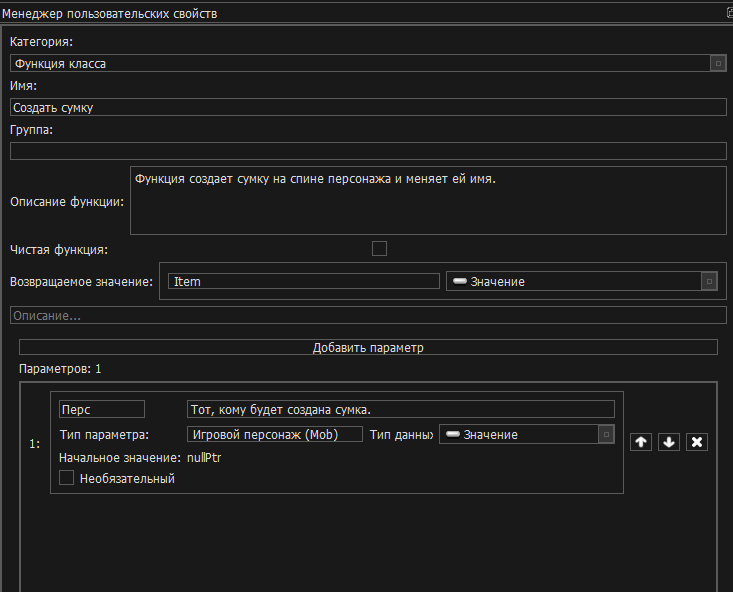 Менеджер пользовательских свойств
Категория:
Функция класса
Имя:
Создать сумку
Группа:
Описание функции:
Функция создает сумку на спине персонажа и меняет ей имя.
Чистая функция:
Возвращаемое значение: Item Значение
Описание...
Добавить параметр
Параметров: 1
1:
Перс Тот, кому будет создана сумка.
Тип параметра: Игровой персонаж (Mob) Тип данных Значение
Начальное значение: nullPtr
Необязательный